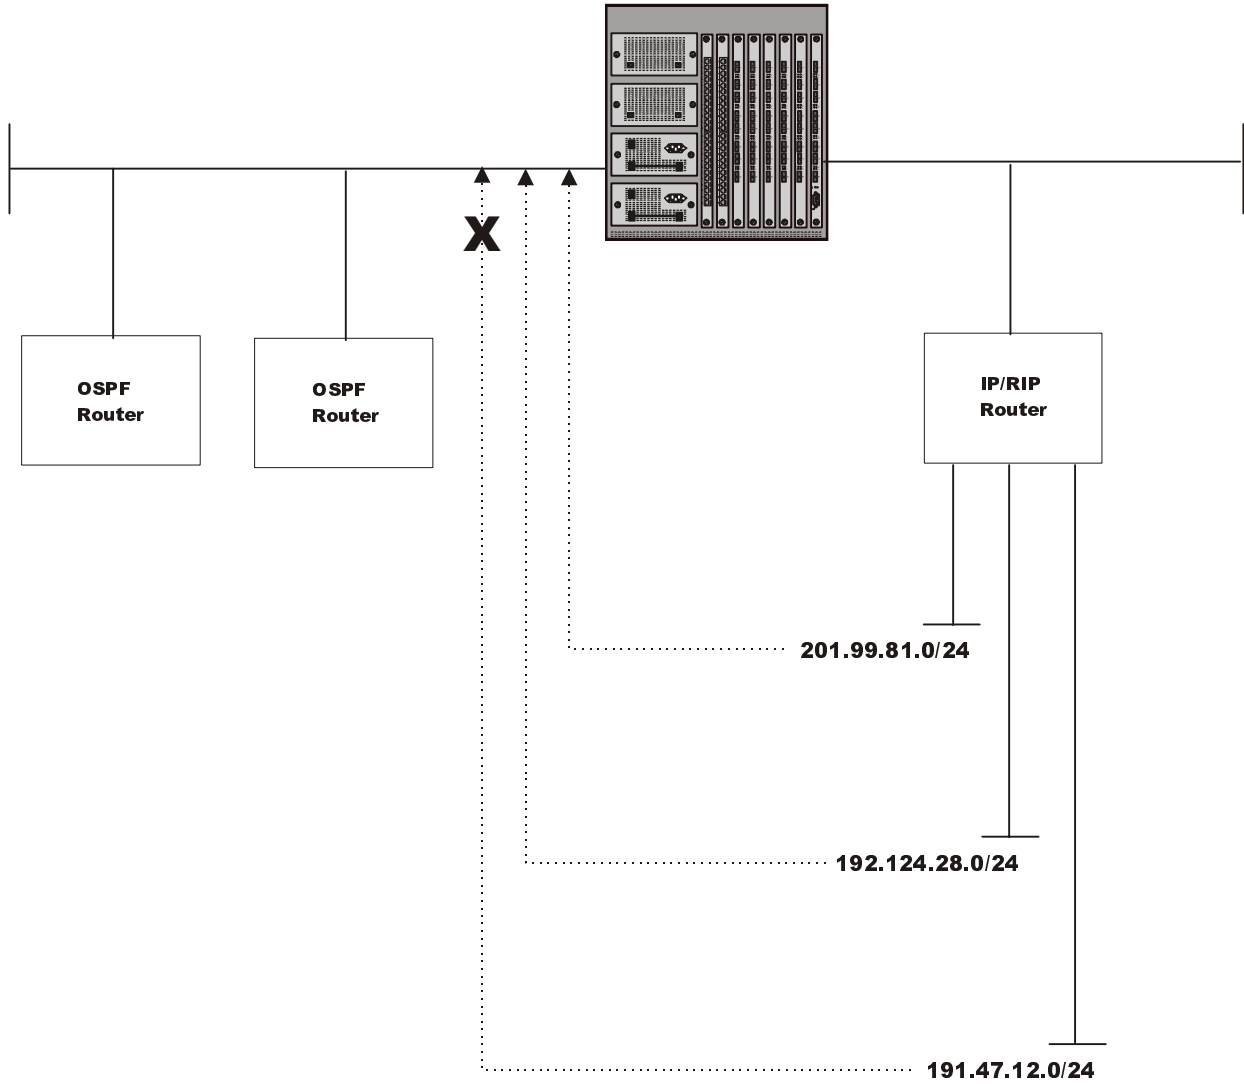 OSPF
Router
OSPF
Router
IP/RIP
Router
X
201.99.81.0/24
192.124.28.0/24
191.47.12.0/24